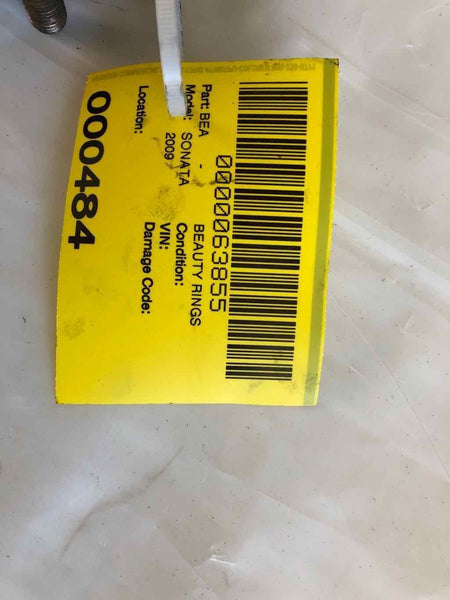 0000063855
Part: BEA - BEAUTY RINGS
Model: SONATA Condition:
2009 VIN:
Location: Damage Code:
000484